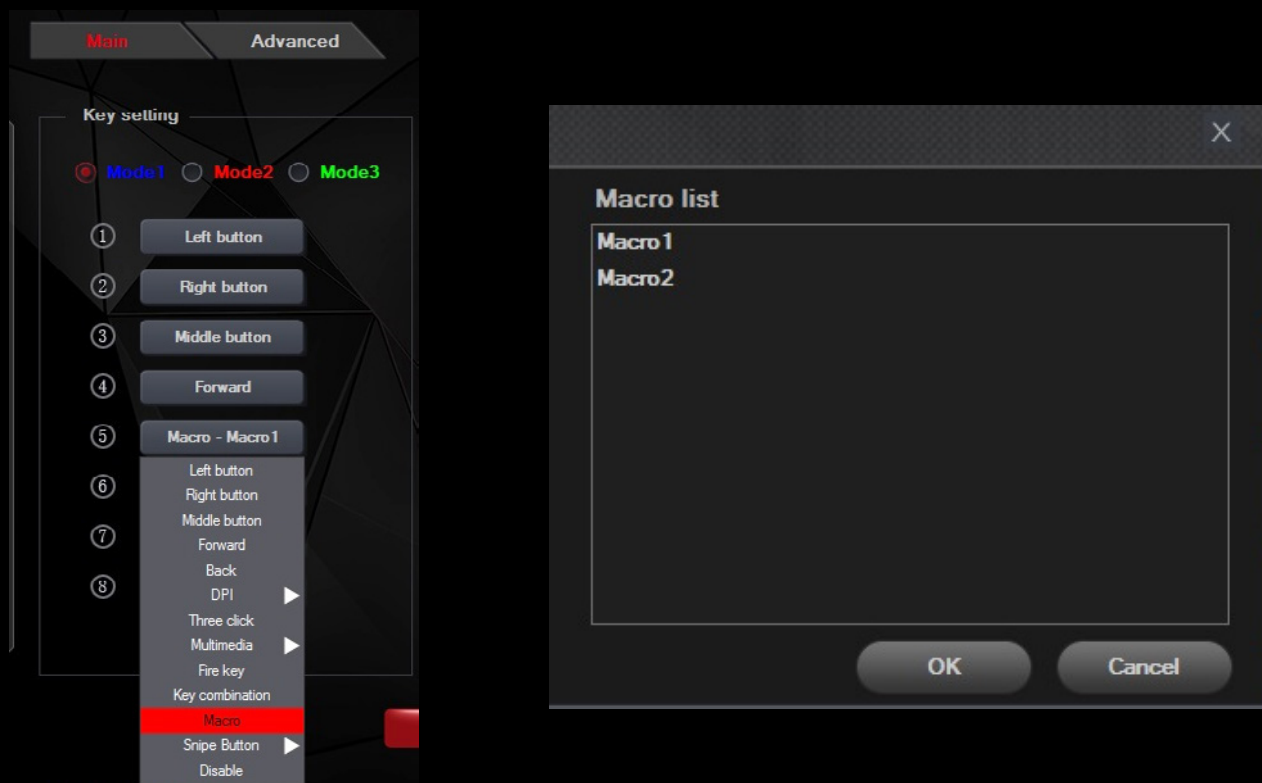 Main Advanced
Key setting
Mode1 Mode2 Mode3
① Left button
② Right button
③ Middle button
④ Forward
⑤ Macro - Macro1
⑥
⑦
⑧
Left button
Right button
Middle button
Forward
Back
DPI
Three click
Multimedia
Fire key
Key combination
Macro
Snipe Button
Disable
X
Macro list
Macro1
Macro2
OK Cancel